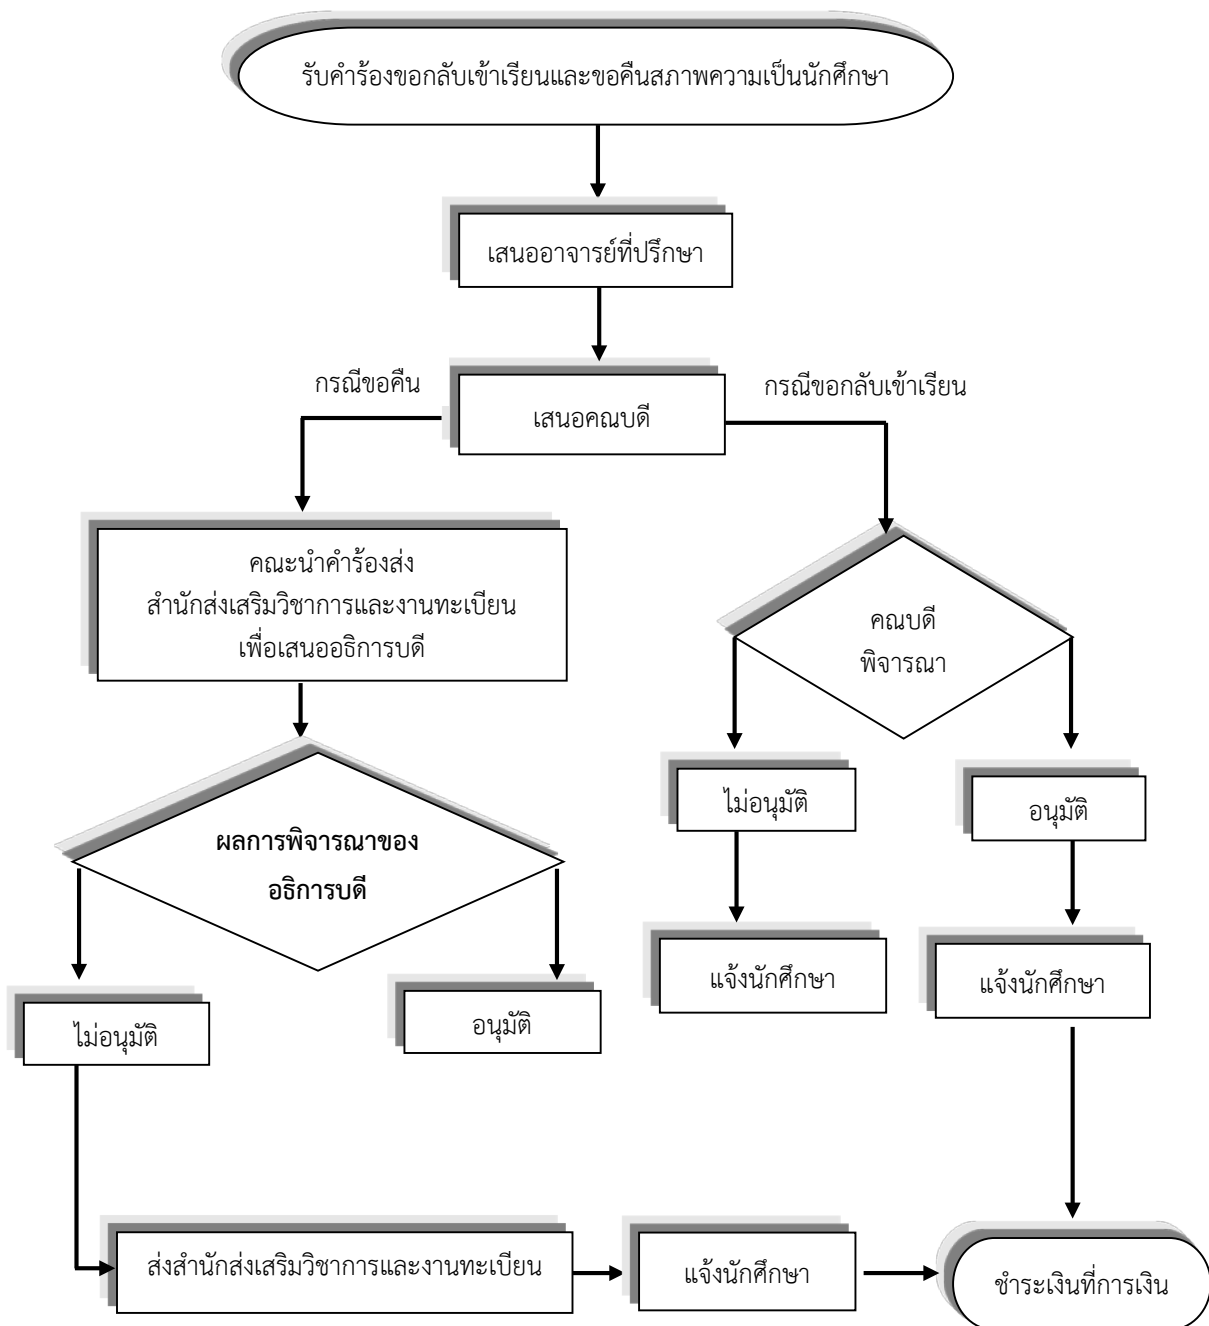 รับคำร้องขอกลับเข้าเรียนและขอคืนสภาพความเป็นนักศึกษา
เสนออาจารย์ที่ปรึกษา
กรณีขอคืน
กรณีขอกลับเข้าเรียน
เสนอคณบดี
คณะนำคำร้องส่ง
สำนักส่งเสริมวิชาการและงานทะเบียน
เพื่อเสนออธิการบดี
คณบดี
พิจารณา
ไม่อนุมัติ
อนุมัติ
ผลการพิจารณาของ
อธิการบดี
แจ้งนักศึกษา
แจ้งนักศึกษา
ไม่อนุมัติ
อนุมัติ
ส่งสำนักส่งเสริมวิชาการและงานทะเบียน
แจ้งนักศึกษา
ชำระเงินที่การเงิน